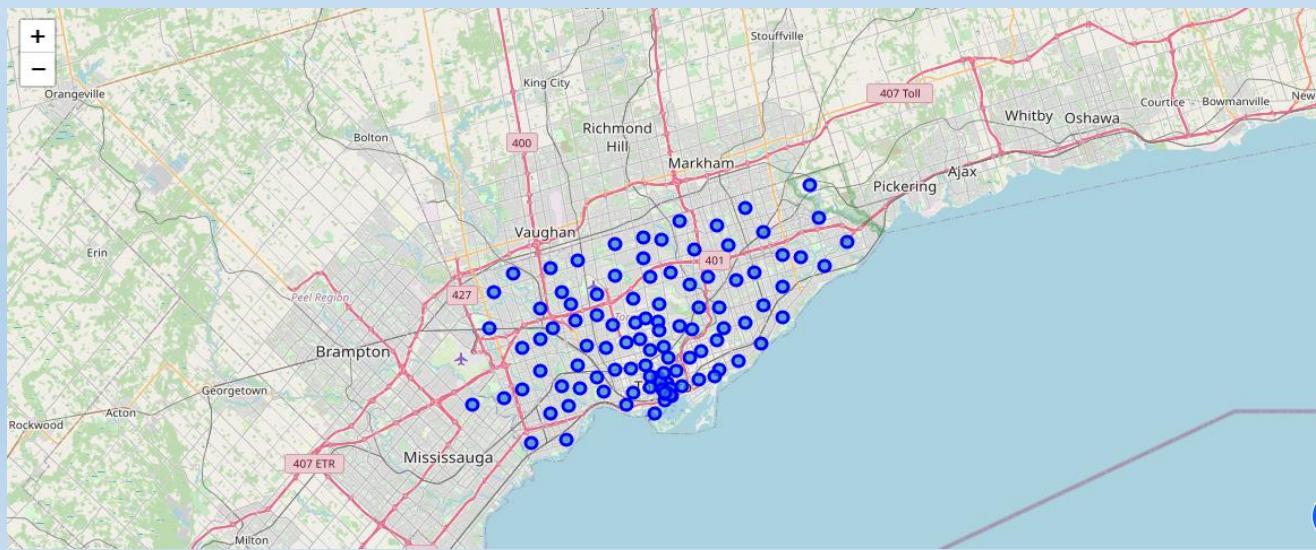 +
−
Stouffville
King City
Orangeville
407 Toll
Courtice
Bowmanville
Whitby
Oshawa
Richmond
Hill
Bolton
400
Markham
Ajax
Pickering
Vaughan
Erin
401
427
Peel Region
Brampton
Georgetown
Acton
Rockwood
Mississauga
407 ETR
Milton